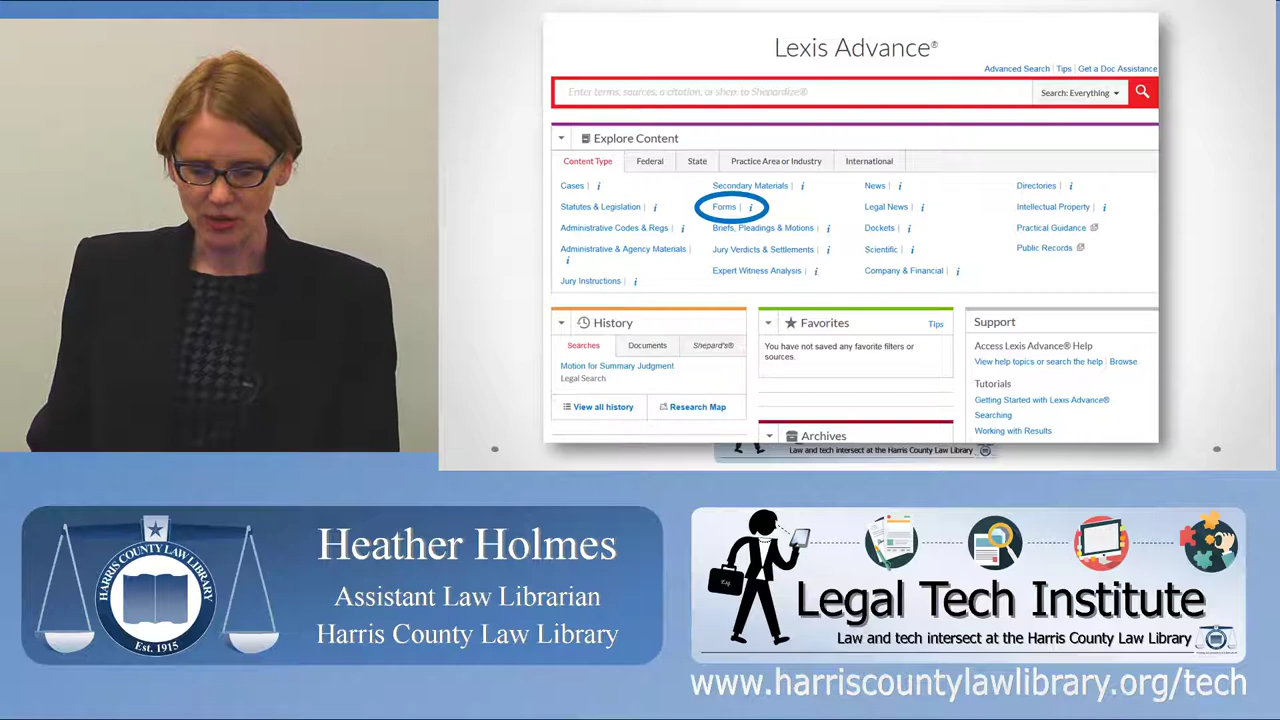 Lexis Advance®
Advanced Search | Tips | Get a Doc Assistance
Enter terms, sources, a citation, or shep: to Shepardize®
Search: Everything
Explore Content
Content Type
Federal
State
Practice Area or Industry
International
Cases | i
Secondary Materials | i
News | i
Directories | i
Statutes & Legislation | i
Forms | i
Legal News | i
Intellectual Property | i
Administrative Codes & Regs | i
Briefs, Pleadings & Motions | i
Dockets | i
Practical Guidance
Administrative & Agency Materials |
i
Jury Verdicts & Settlements | i
Scientific | i
Public Records
Jury Instructions | i
Expert Witness Analysis | i
Company & Financial | i
History
Searches
Documents
Shepard's®
Motion for Summary Judgment
Legal Search
View all history
Research Map
Favorites
Tips
You have not saved any favorite filters or
sources.
Archives
Support
Access Lexis Advance® Help
View help topics or search the help | Browse
Tutorials
Getting Started with Lexis Advance®
Searching
Working with Results
Law and tech intersect at the Harris County Law Library
HARRIS COUNTY LAW LIBRARY
Est. 1915
Heather Holmes
Assistant Law Librarian
Harris County Law Library
Esq.
Legal Tech Institute
Law and tech intersect at the Harris County Law Library
www.harriscountylawlibrary.org/tech